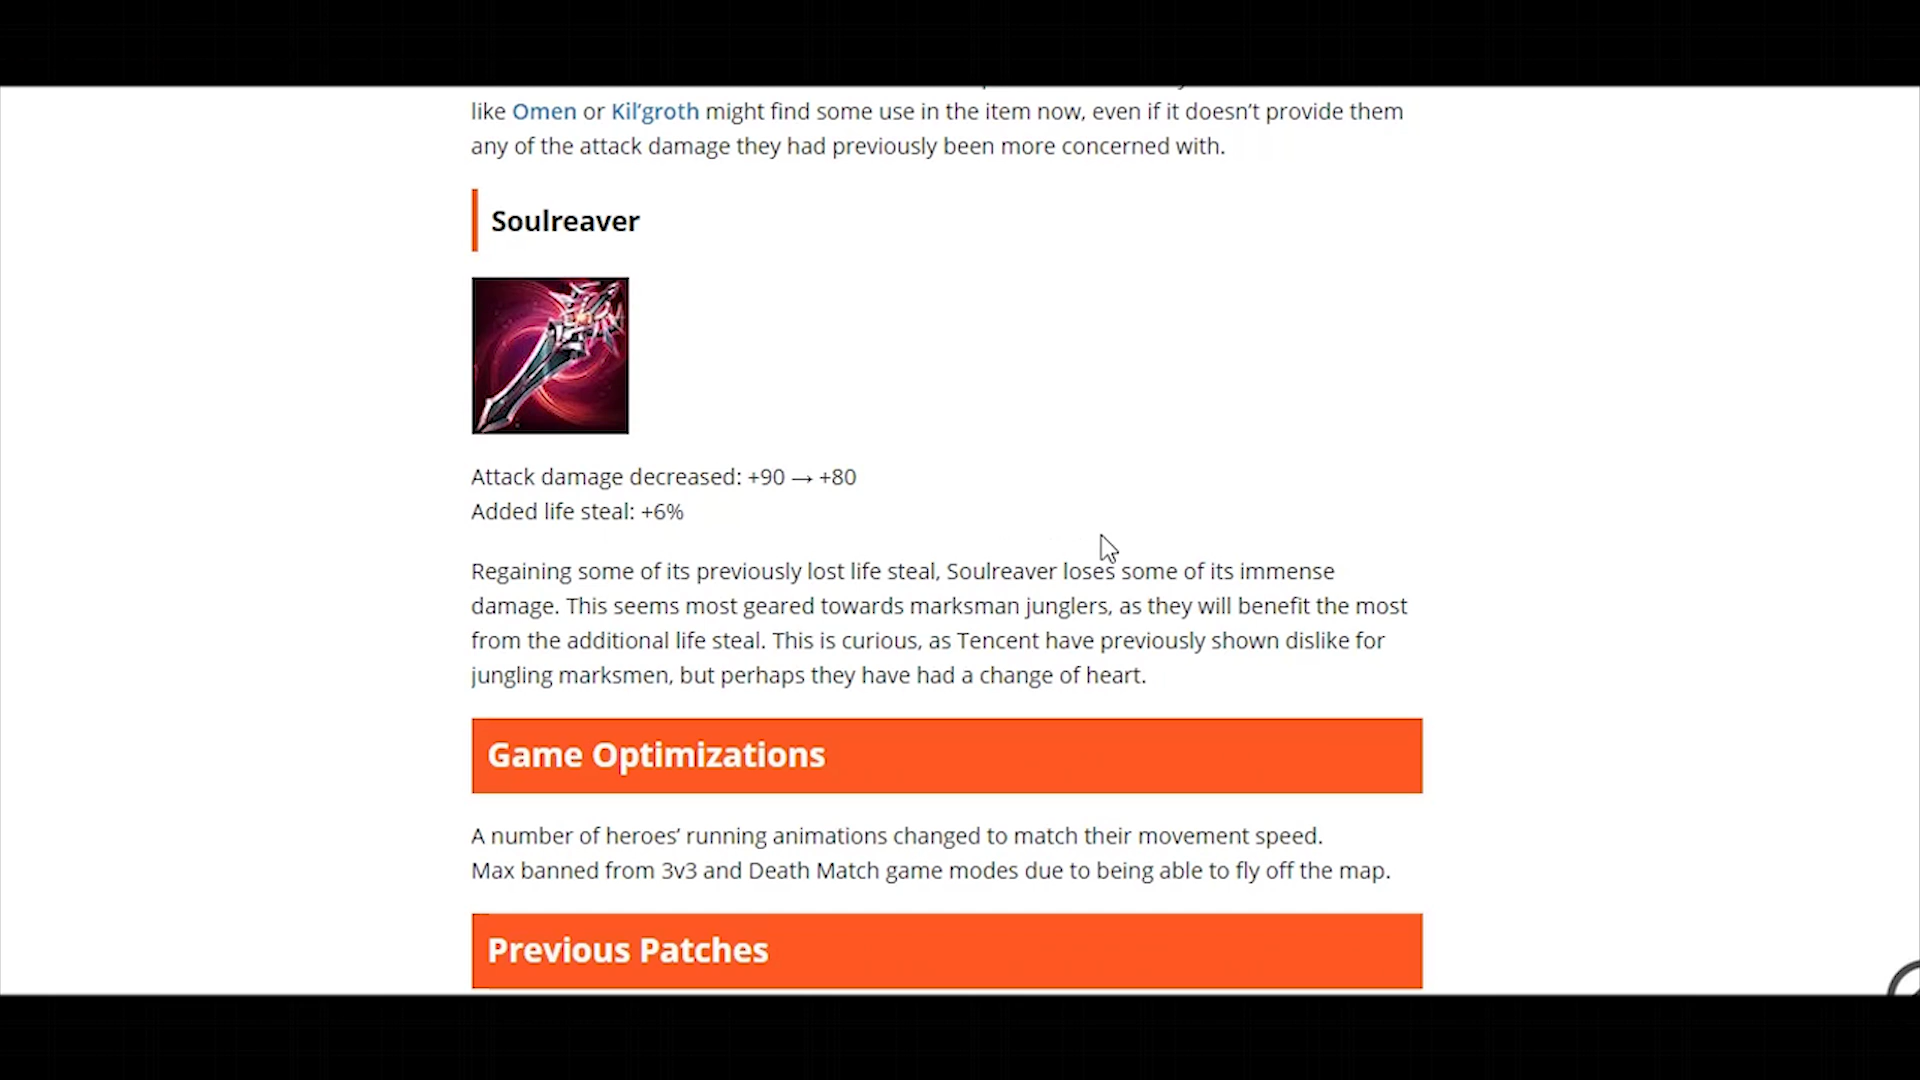 like Omen or Kil’groth might find some use in the item now, even if it doesn’t provide them
any of the attack damage they had previously been more concerned with.
Soulreaver
Attack damage decreased: +90 → +80
Added life steal: +6%
Regaining some of its previously lost life steal, Soulreaver loses some of its immense
damage. This seems most geared towards marksman junglers, as they will benefit the most
from the additional life steal. This is curious, as Tencent have previously shown dislike for
jungling marksmen, but perhaps they have had a change of heart.
Game Optimizations
A number of heroes’ running animations changed to match their movement speed.
Max banned from 3v3 and Death Match game modes due to being able to fly off the map.
Previous Patches